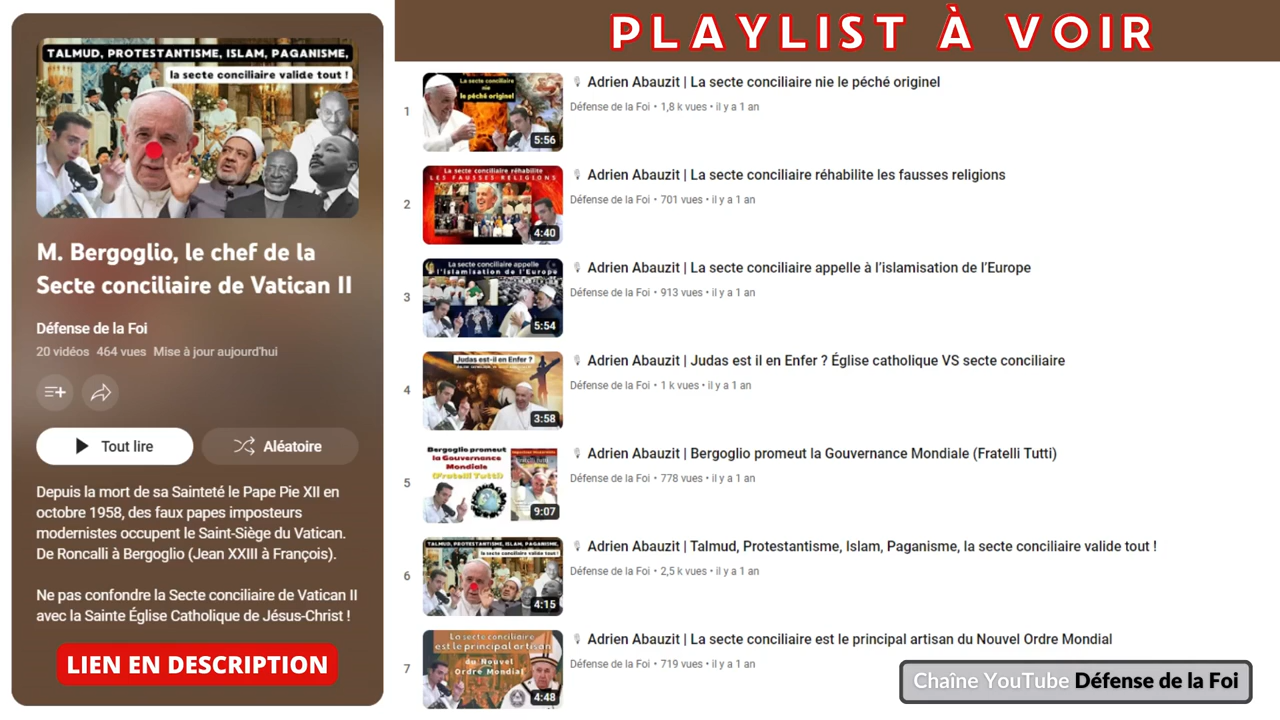 TALMUD, PROTESTANTISME, ISLAM, PAGANISME,
la secte conciliaire valide tout !
M. Bergoglio, le chef de la
Secte conciliaire de Vatican II
Défense de la Foi
20 vidéos 464 vues Mise à jour aujourd'hui
Tout lire
Aléatoire
Depuis la mort de sa Sainteté le Pape Pie XII en
octobre 1958, des faux papes imposteurs
modernistes occupent le Saint-Siège du Vatican.
De Roncalli à Bergoglio (Jean XXIII à François).
Ne pas confondre la Secte conciliaire de Vatican II
avec la Sainte Église Catholique de Jésus-Christ !
LIEN EN DESCRIPTION
PLAYLIST À VOIR
1
La secte conciliaire
nie
le péché originel
5:56
Adrien Abauzit | La secte conciliaire nie le péché originel
Défense de la Foi • 1,8 k vues • il y a 1 an
2
La secte conciliaire réhabilite
LES FAUSSES RELIGIONS
4:40
Adrien Abauzit | La secte conciliaire réhabilite les fausses religions
Défense de la Foi • 701 vues • il y a 1 an
3
La secte conciliaire appelle
à l'islamisation de l'Europe
5:54
Adrien Abauzit | La secte conciliaire appelle à l'islamisation de l'Europe
Défense de la Foi • 913 vues • il y a 1 an
4
Judas est-il en Enfer ?
3:58
Adrien Abauzit | Judas est il en Enfer ? Église catholique VS secte conciliaire
Défense de la Foi • 1 k vues • il y a 1 an
5
Bergoglio promeut
la Gouvernance
Mondiale
(Fratelli Tutti)
9:07
Adrien Abauzit | Bergoglio promeut la Gouvernance Mondiale (Fratelli Tutti)
Défense de la Foi • 778 vues • il y a 1 an
6
TALMUD, PROTESTANTISME, ISLAM, PAGANISME,
la secte conciliaire valide tout !
4:15
Adrien Abauzit | Talmud, Protestantisme, Islam, Paganisme, la secte conciliaire valide tout !
Défense de la Foi • 2,5 k vues • il y a 1 an
7
La secte conciliaire
est le principal artisan
du Nouvel
Ordre Mondial
4:48
Adrien Abauzit | La secte conciliaire est le principal artisan du Nouvel Ordre Mondial
Défense de la Foi • 719 vues • il y a 1 an
Chaîne YouTube Défense de la Foi